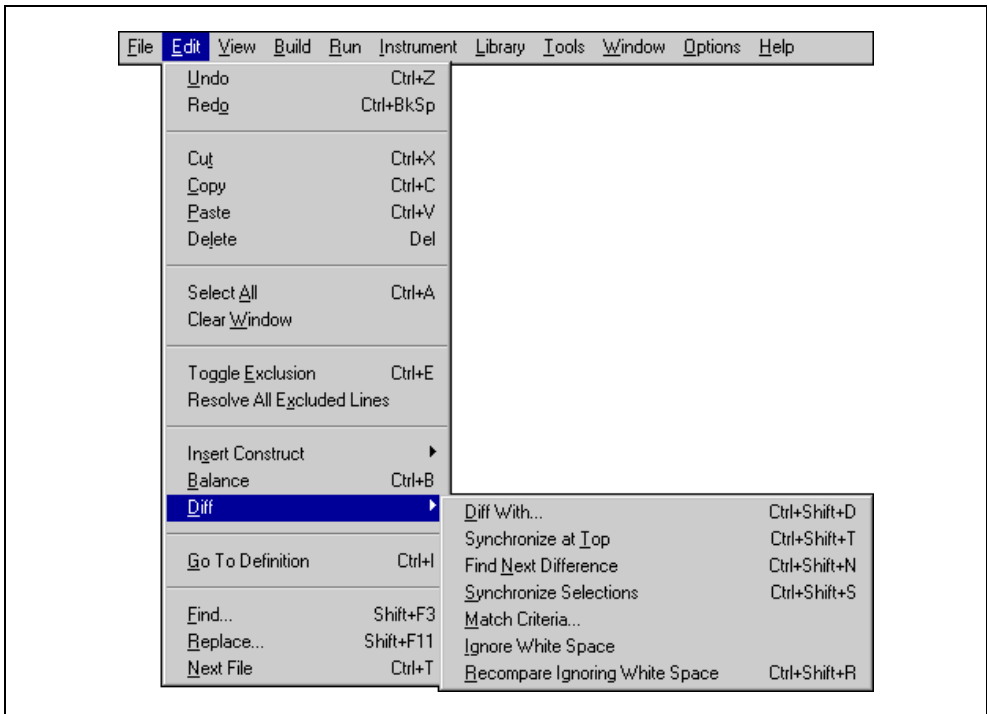 File Edit View Build Run Instrument Library Tools Window Options Help
Undo Ctrl+Z
Redo Ctrl+BkSp
Cut Ctrl+X
Copy Ctrl+C
Paste Ctrl+V
Delete Del
Select All Ctrl+A
Clear Window
Toggle Exclusion Ctrl+E
Resolve All Excluded Lines
Insert Construct
Balance Ctrl+B
Diff
Go To Definition Ctrl+I
Find... Shift+F3
Replace... Shift+F11
Next File Ctrl+T
Diff With... Ctrl+Shift+D
Synchronize at Top Ctrl+Shift+T
Find Next Difference Ctrl+Shift+N
Synchronize Selections Ctrl+Shift+S
Match Criteria...
Ignore White Space
Recompare Ignoring White Space Ctrl+Shift+R